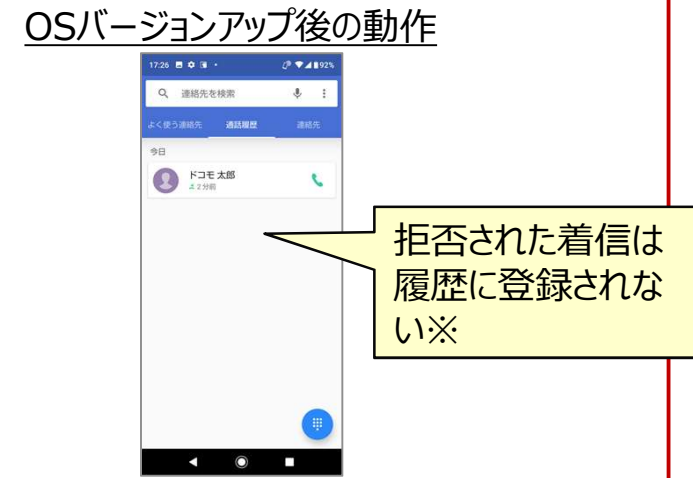 OSバージョンアップ後の動作
17:26 92%
連絡先を検索
よく使う連絡先 通話履歴 連絡先
今日
ドコモ 太郎
2 分前
拒否された着信は
履歴に登録されな
い※